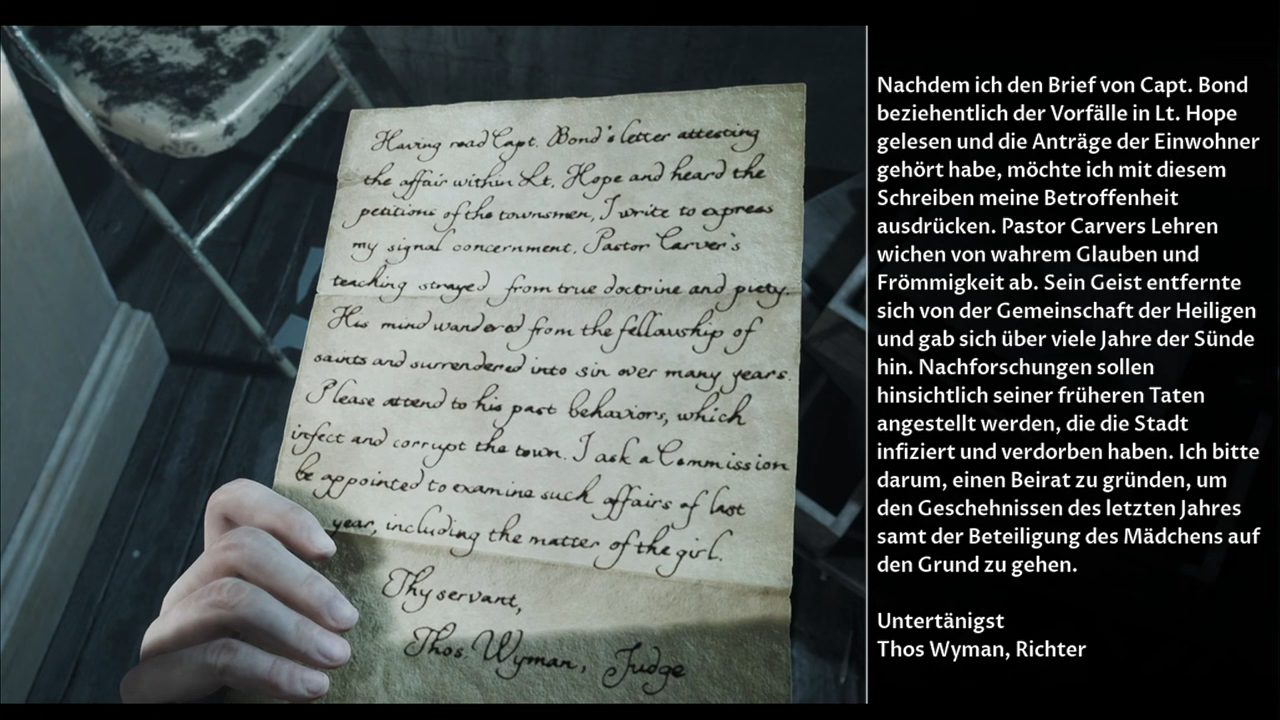 Having read Capt. Bond's letter attesting
the affair within Lt. Hope and heard the
petitions of the townsmen, I write to express
my signal concernment. Pastor Carver's
teaching strayed from true doctrine and piety.
His mind wandered from the fellowship of
saints and surrendered into sin over many years.
Please attend to his past behaviors, which
infect and corrupt the town. I ask a Commission
be appointed to examine such affairs of last
year, including the matter of the girl.
Thy servant,
Thos. Wyman, Judge
Nachdem ich den Brief von Capt. Bond
beziehentlich der Vorfälle in Lt. Hope
gelesen und die Anträge der Einwohner
gehört habe, möchte ich mit diesem
Schreiben meine Betroffenheit
ausdrücken. Pastor Carvers Lehren
wichen von wahrem Glauben und
Frömmigkeit ab. Sein Geist entfernte
sich von der Gemeinschaft der Heiligen
und gab sich über viele Jahre der Sünde
hin. Nachforschungen sollen
hinsichtlich seiner früheren Taten
angestellt werden, die die Stadt
infiziert und verdorben haben. Ich bitte
darum, einen Beirat zu gründen, um
den Geschehnissen des letzten Jahres
samt der Beteiligung des Mädchens auf
den Grund zu gehen.
Untertänigst
Thos Wyman, Richter